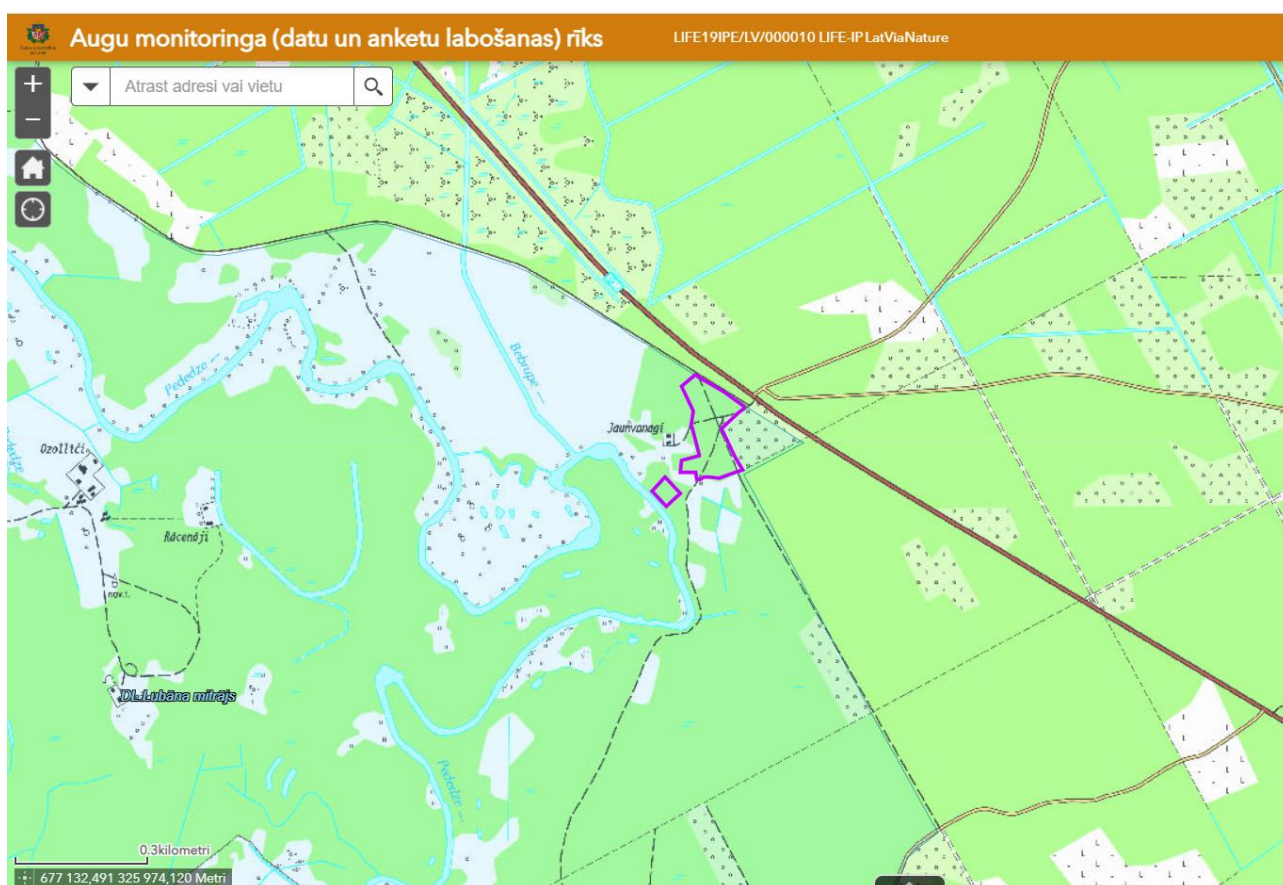 Augu monitoringa (datu un anketu labošanas) rīks
LIFE19IPE/LV/000010 LIFE-IP LatViaNature
Atrast adresi vai vietu
Pededze
Bebrupe
Jaunvanagi
Ozolīči
Rācenāji
nov.t.
DL Lubāna mitrājs
Pededze
0.3kilometri
677 132,491 325 974,120 Metri